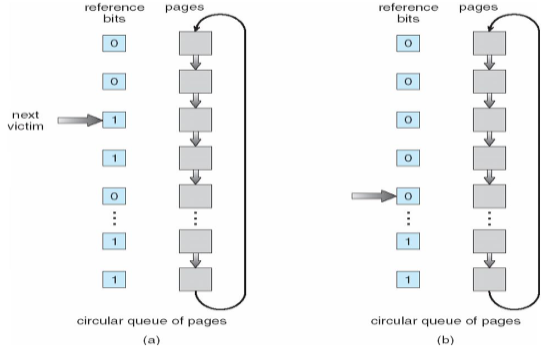 reference bits
pages
0
0
next victim
1
1
0
1
1
circular queue of pages
(a)
reference bits
pages
0
0
0
0
0
1
1
circular queue of pages
(b)